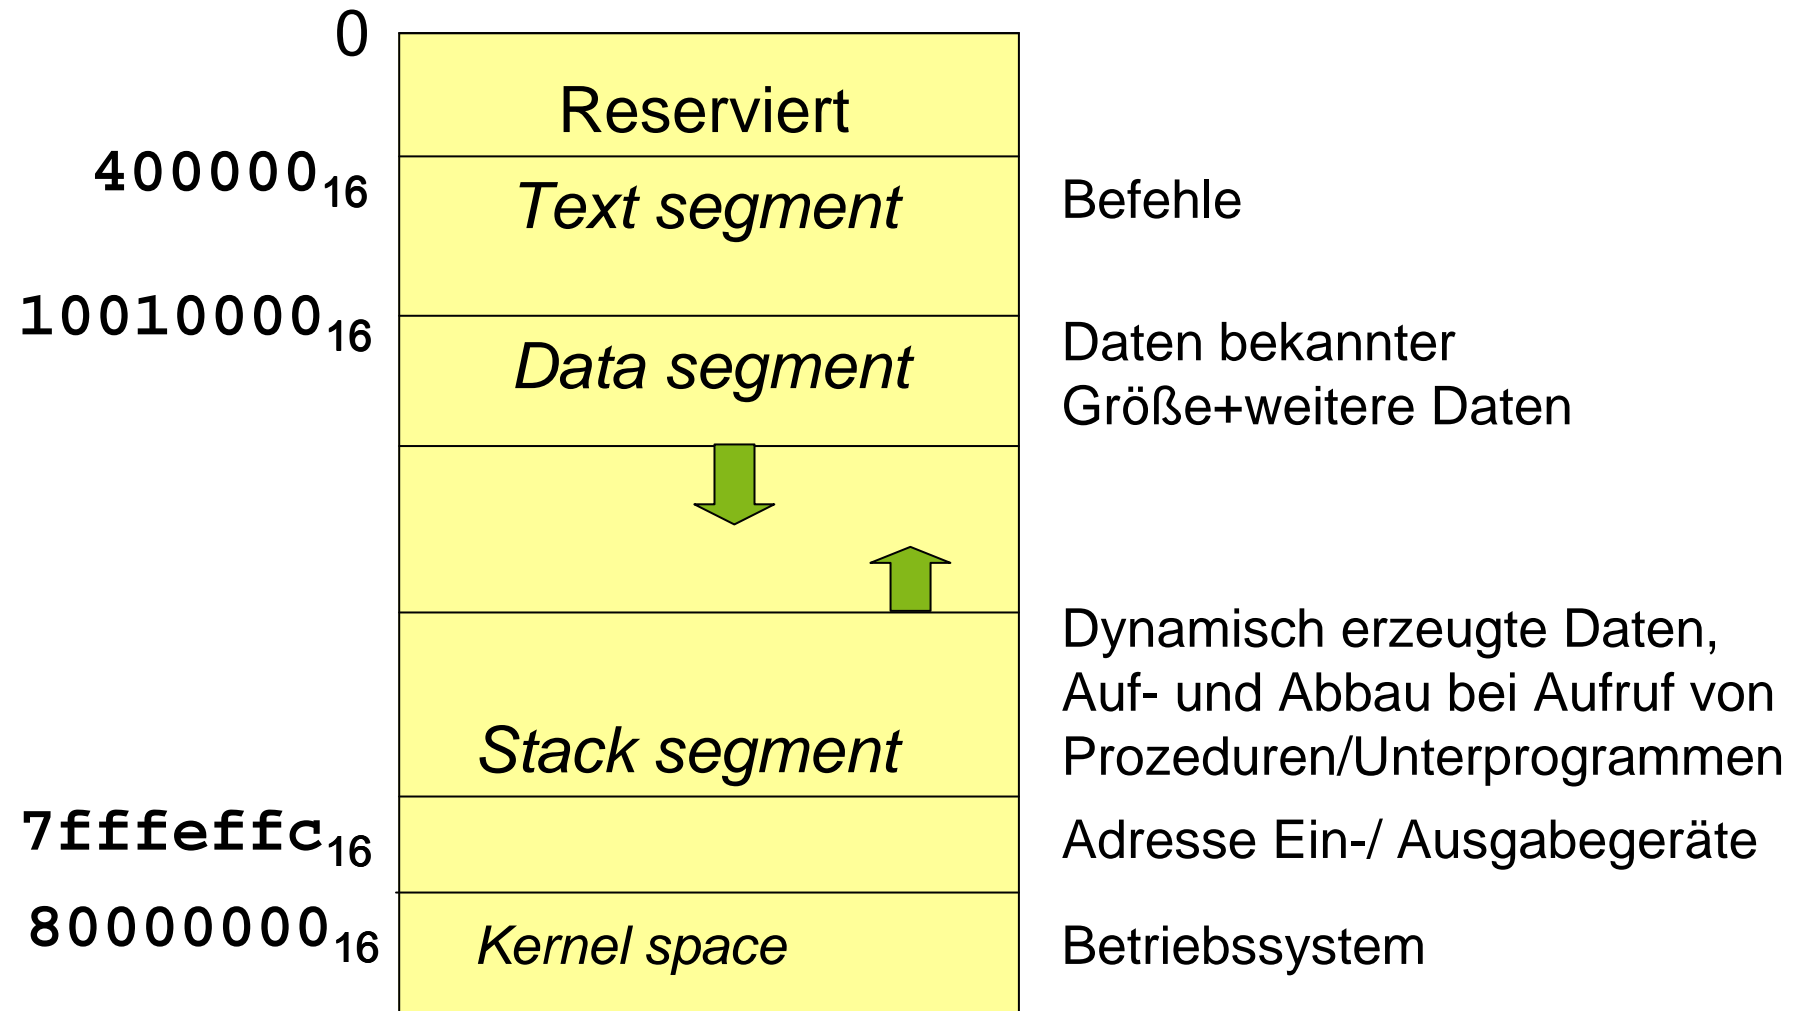 0
Reserviert
400000₁₆
Text segment
Befehle
10010000₁₆
Data segment
Daten bekannter
Größe+weitere Daten
Dynamisch erzeugte Daten,
Auf- und Abbau bei Aufruf von
Stack segment
Prozeduren/Unterprogrammen
7fffeffc₁₆
Adresse Ein-/ Ausgabegeräte
80000000₁₆
Kernel space
Betriebssystem